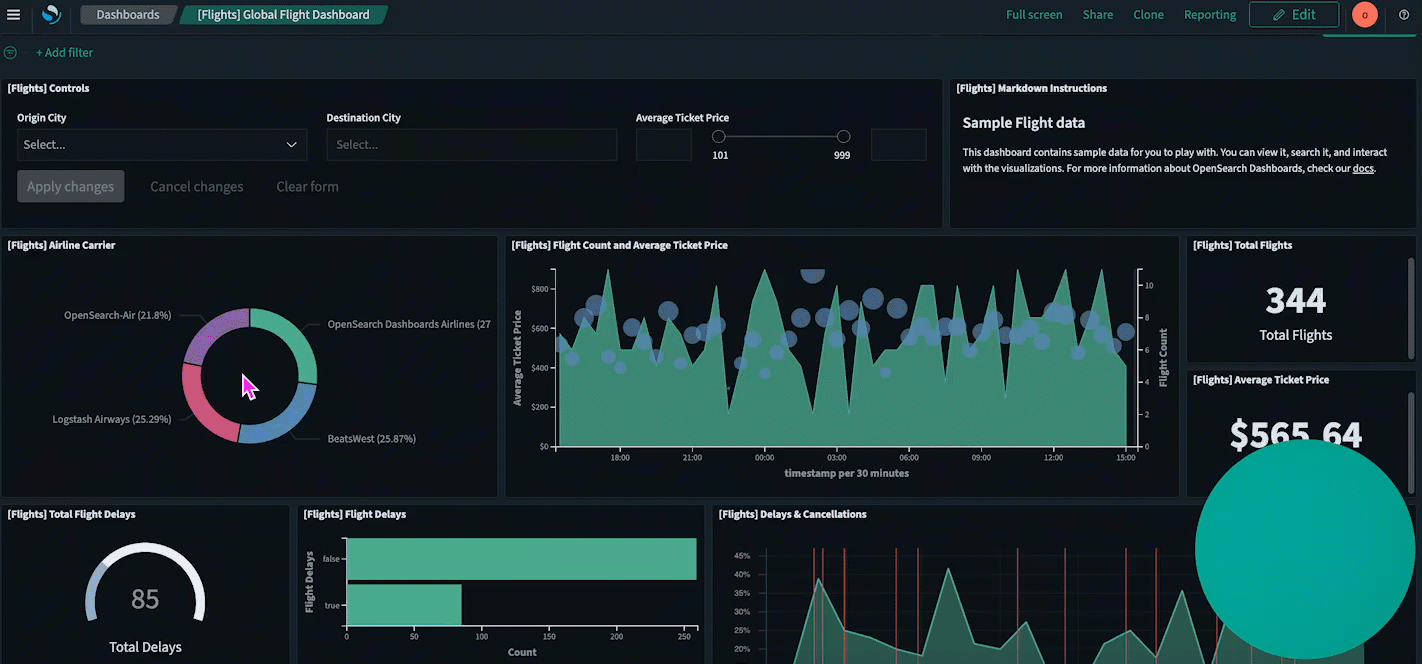 Dashboards
[Flights] Global Flight Dashboard
Full screen
Share
Clone
Reporting
Edit
o
+ Add filter
[Flights] Controls
Origin City
Select...
Destination City
Select...
Average Ticket Price
101
999
Apply changes
Cancel changes
Clear form
[Flights] Markdown Instructions
Sample Flight data
This dashboard contains sample data for you to play with. You can view it, search it, and interact
with the visualizations. For more information about OpenSearch Dashboards, check our docs.
[Flights] Airline Carrier
OpenSearch-Air (21.8%)
OpenSearch Dashboards Airlines (27
Logstash Airways (25.29%)
BeatsWest (25.87%)
[Flights] Flight Count and Average Ticket Price
Average Ticket Price
$800
$600
$400
$200
$0
18:00
21:00
00:00
03:00
06:00
09:00
12:00
15:00
timestamp per 30 minutes
10
8
6
4
2
0
Flight Count
[Flights] Total Flights
344
Total Flights
[Flights] Average Ticket Price
$565.64
[Flights] Total Flight Delays
85
Total Delays
[Flights] Flight Delays
Flight Delays
false
true
0
50
100
150
200
250
Count
[Flights] Delays & Cancellations
45%
40%
35%
30%
25%
20%